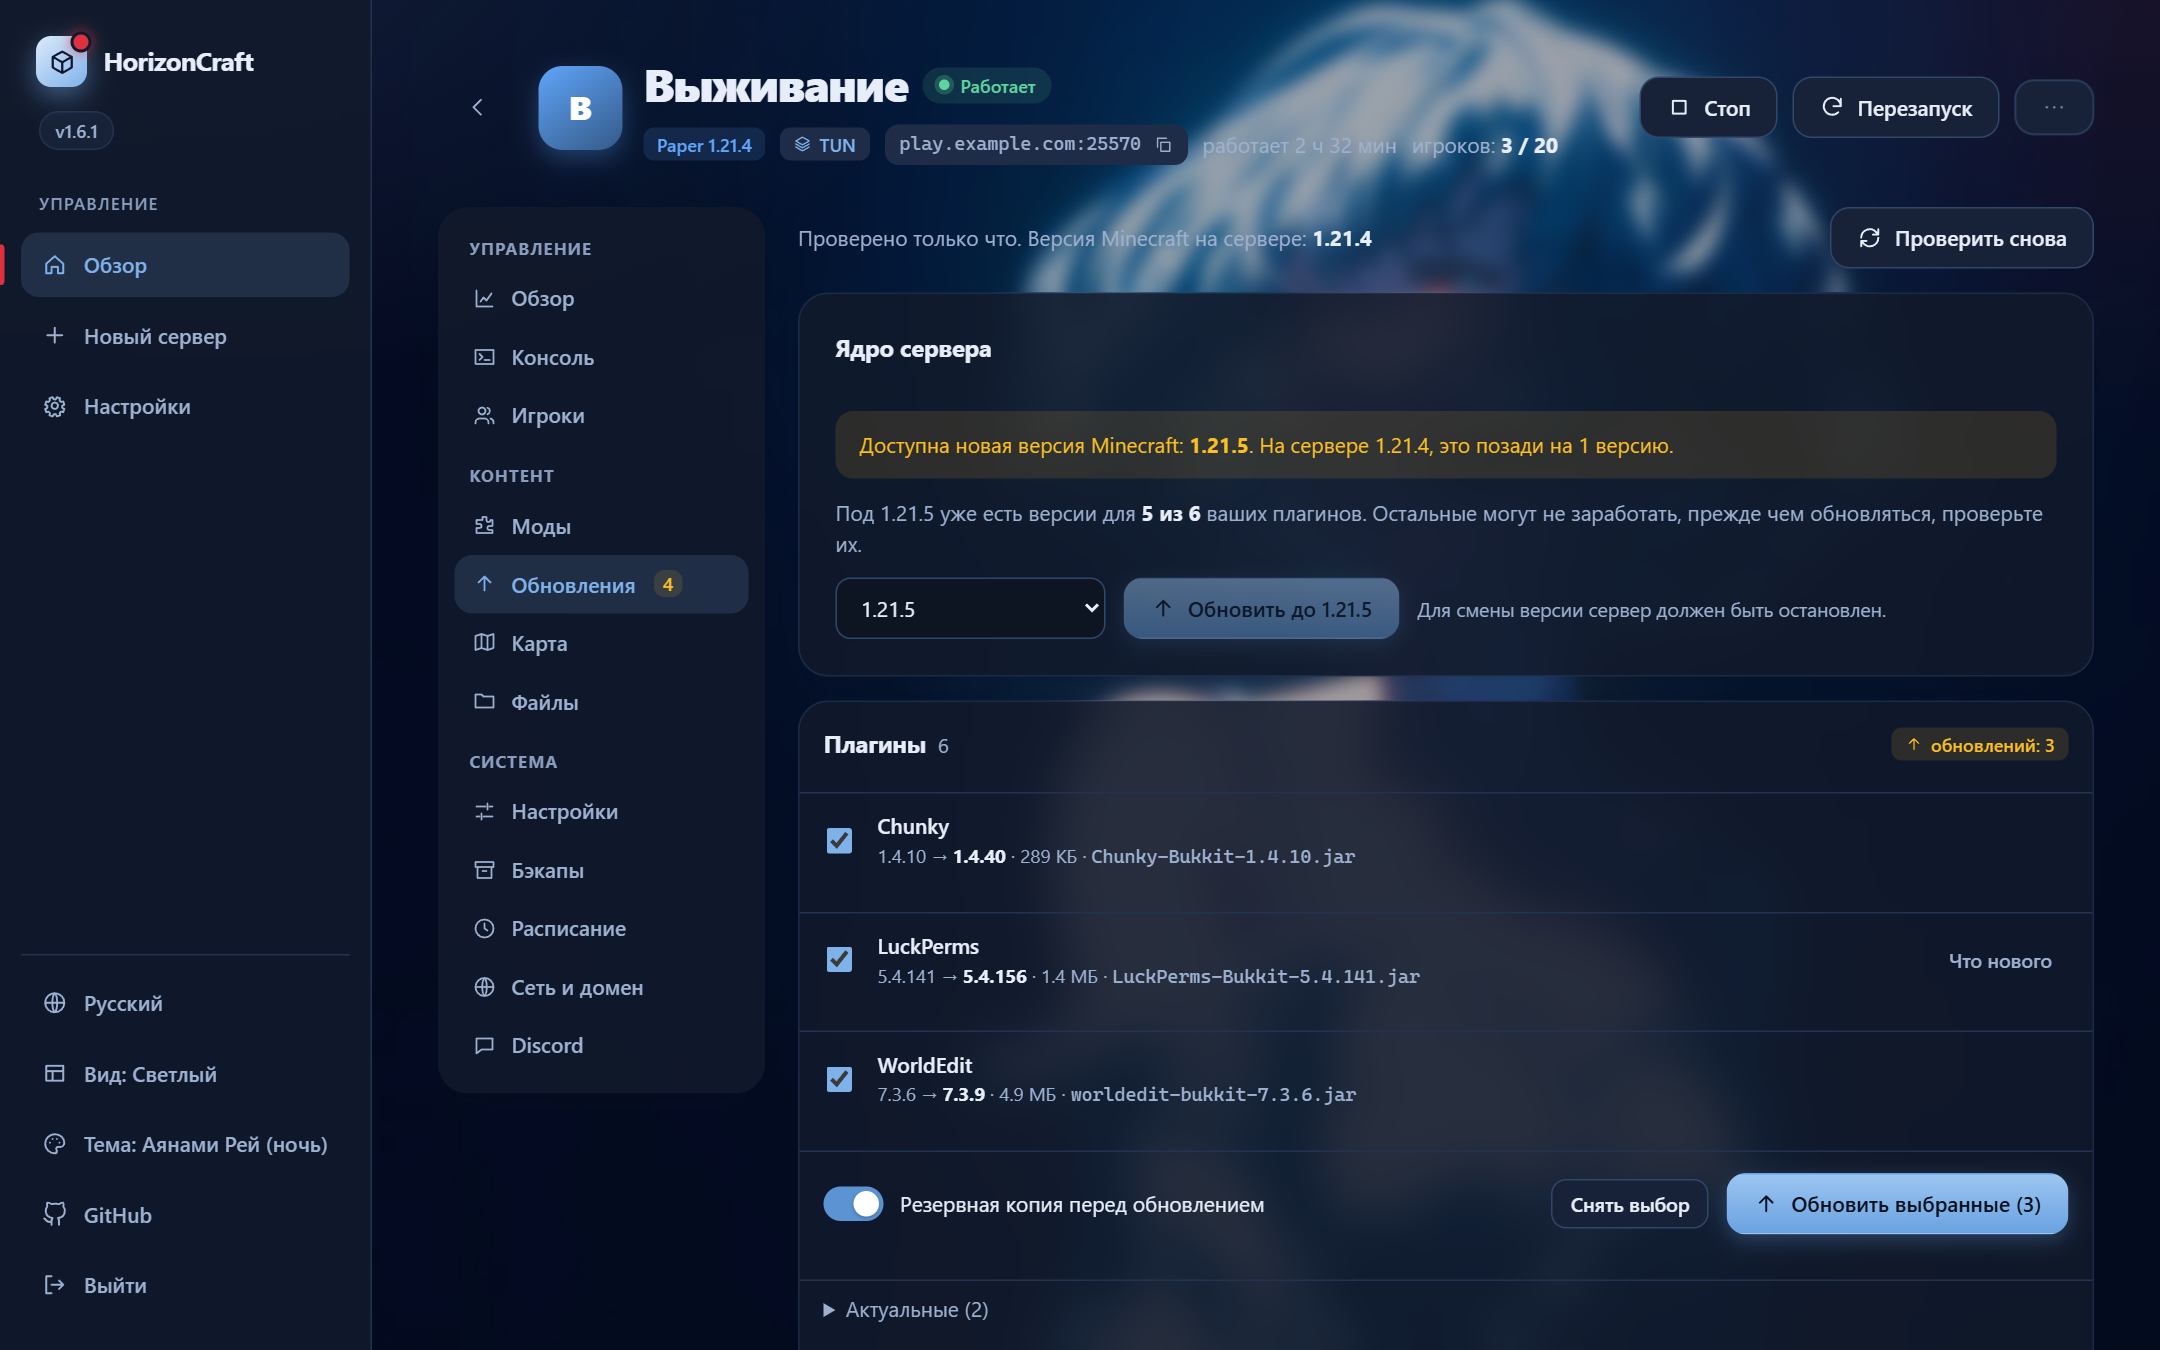 HorizonCraft
v1.6.1
УПРАВЛЕНИЕ
Обзор
Новый сервер
Настройки
Русский
Вид: Светлый
Тема: Аянами Рей (ночь)
GitHub
Выйти
В
Выживание
Работает
Paper 1.21.4
TUN
play.example.com:25570
работает 2 ч 32 мин игроков: 3 / 20
Стоп
Перезапуск
...
УПРАВЛЕНИЕ
Обзор
Консоль
Игроки
КОНТЕНТ
Моды
Обновления 4
Карта
Файлы
СИСТЕМА
Настройки
Бэкапы
Расписание
Сеть и домен
Discord
Проверено только что. Версия Minecraft на сервере: 1.21.4
Проверить снова
Ядро сервера
Доступна новая версия Minecraft: 1.21.5. На сервере 1.21.4, это позади на 1 версию.
Под 1.21.5 уже есть версии для 5 из 6 ваших плагинов. Остальные могут не заработать, прежде чем обновляться, проверьте
их.
1.21.5
Обновить до 1.21.5
Для смены версии сервер должен быть остановлен.
Плагины 6
обновлений: 3
Chunky
1.4.10 → 1.4.40 · 289 КБ · Chunky-Bukkit-1.4.10.jar
LuckPerms
5.4.141 → 5.4.156 · 1.4 МБ · LuckPerms-Bukkit-5.4.141.jar
Что нового
WorldEdit
7.3.6 → 7.3.9 · 4.9 МБ · worldedit-bukkit-7.3.6.jar
Резервная копия перед обновлением
Снять выбор
Обновить выбранные (3)
Актуальные (2)